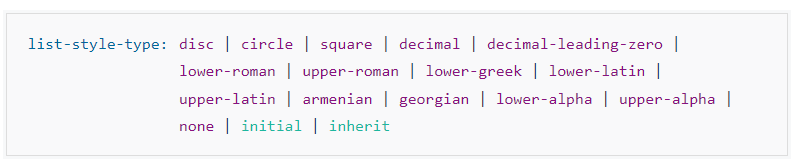 list-style-type: disc | circle | square | decimal | decimal-leading-zero |
lower-roman | upper-roman | lower-greek | lower-latin |
upper-latin | armenian | georgian | lower-alpha | upper-alpha |
none | initial | inherit